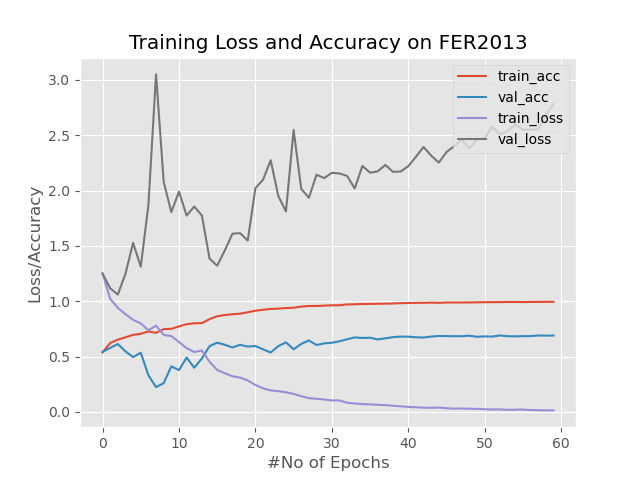 Training Loss and Accuracy on FER2013
train_acc
val_acc
train_loss
val_loss
Loss/Accuracy
3.0
2.5
2.0
1.5
1.0
0.5
0.0
0 10 20 30 40 50 60
#No of Epochs